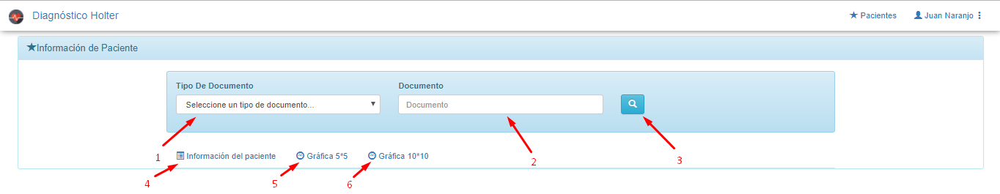 Diagnóstico Holter
Pacientes
Juan Naranjo
Información de Paciente
Tipo De Documento
Documento
Seleccione un tipo de documento...
Documento
1
2
3
Información del paciente
Gráfica 5*5
Gráfica 10*10
4
5
6